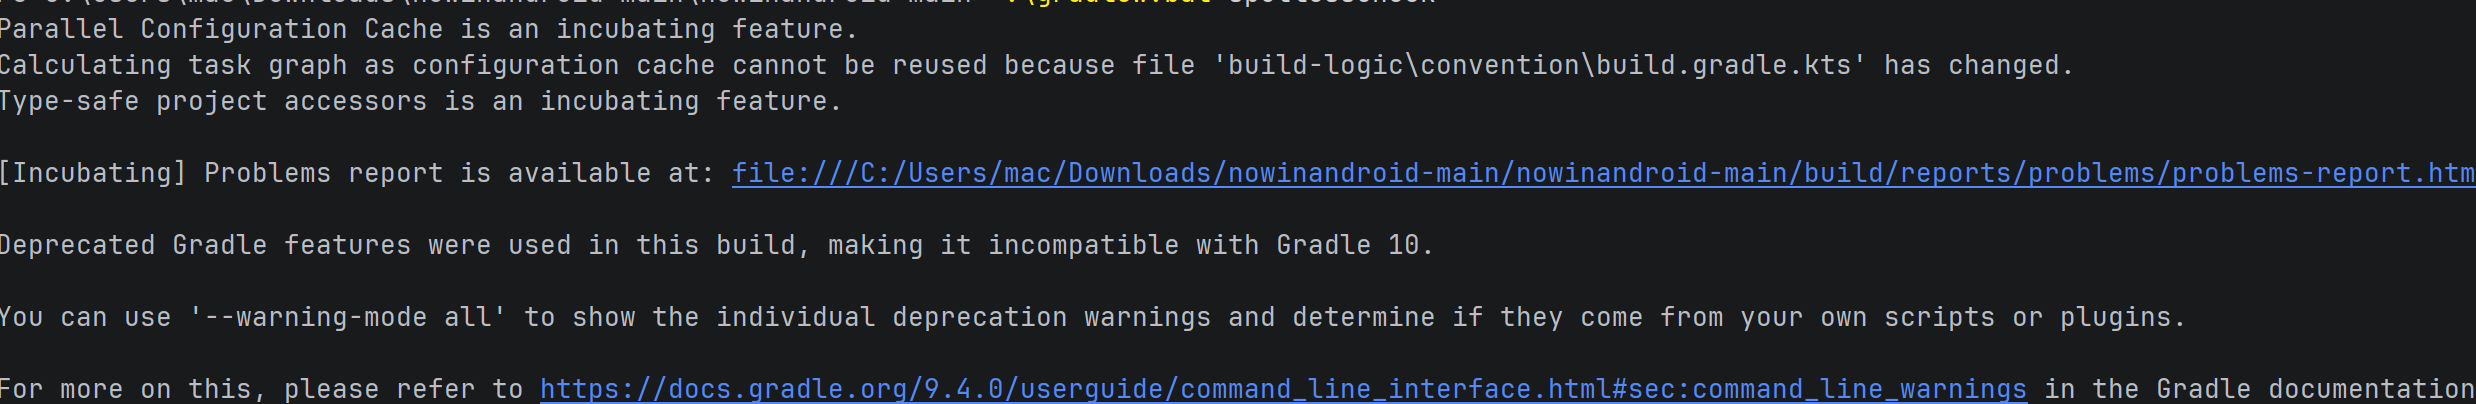 Parallel Configuration Cache is an incubating feature.
Calculating task graph as configuration cache cannot be reused because file 'build-logic\convention\build.gradle.kts' has changed.
Type-safe project accessors is an incubating feature.
[Incubating] Problems report is available at: file:///C:/Users/mac/Downloads/nowinandroid-main/nowinandroid-main/build/reports/problems/problems-report.htm
Deprecated Gradle features were used in this build, making it incompatible with Gradle 10.
You can use '--warning-mode all' to show the individual deprecation warnings and determine if they come from your own scripts or plugins.
For more on this, please refer to https://docs.gradle.org/9.4.0/userguide/command_line_interface.html#sec:command_line_warnings in the Gradle documentation